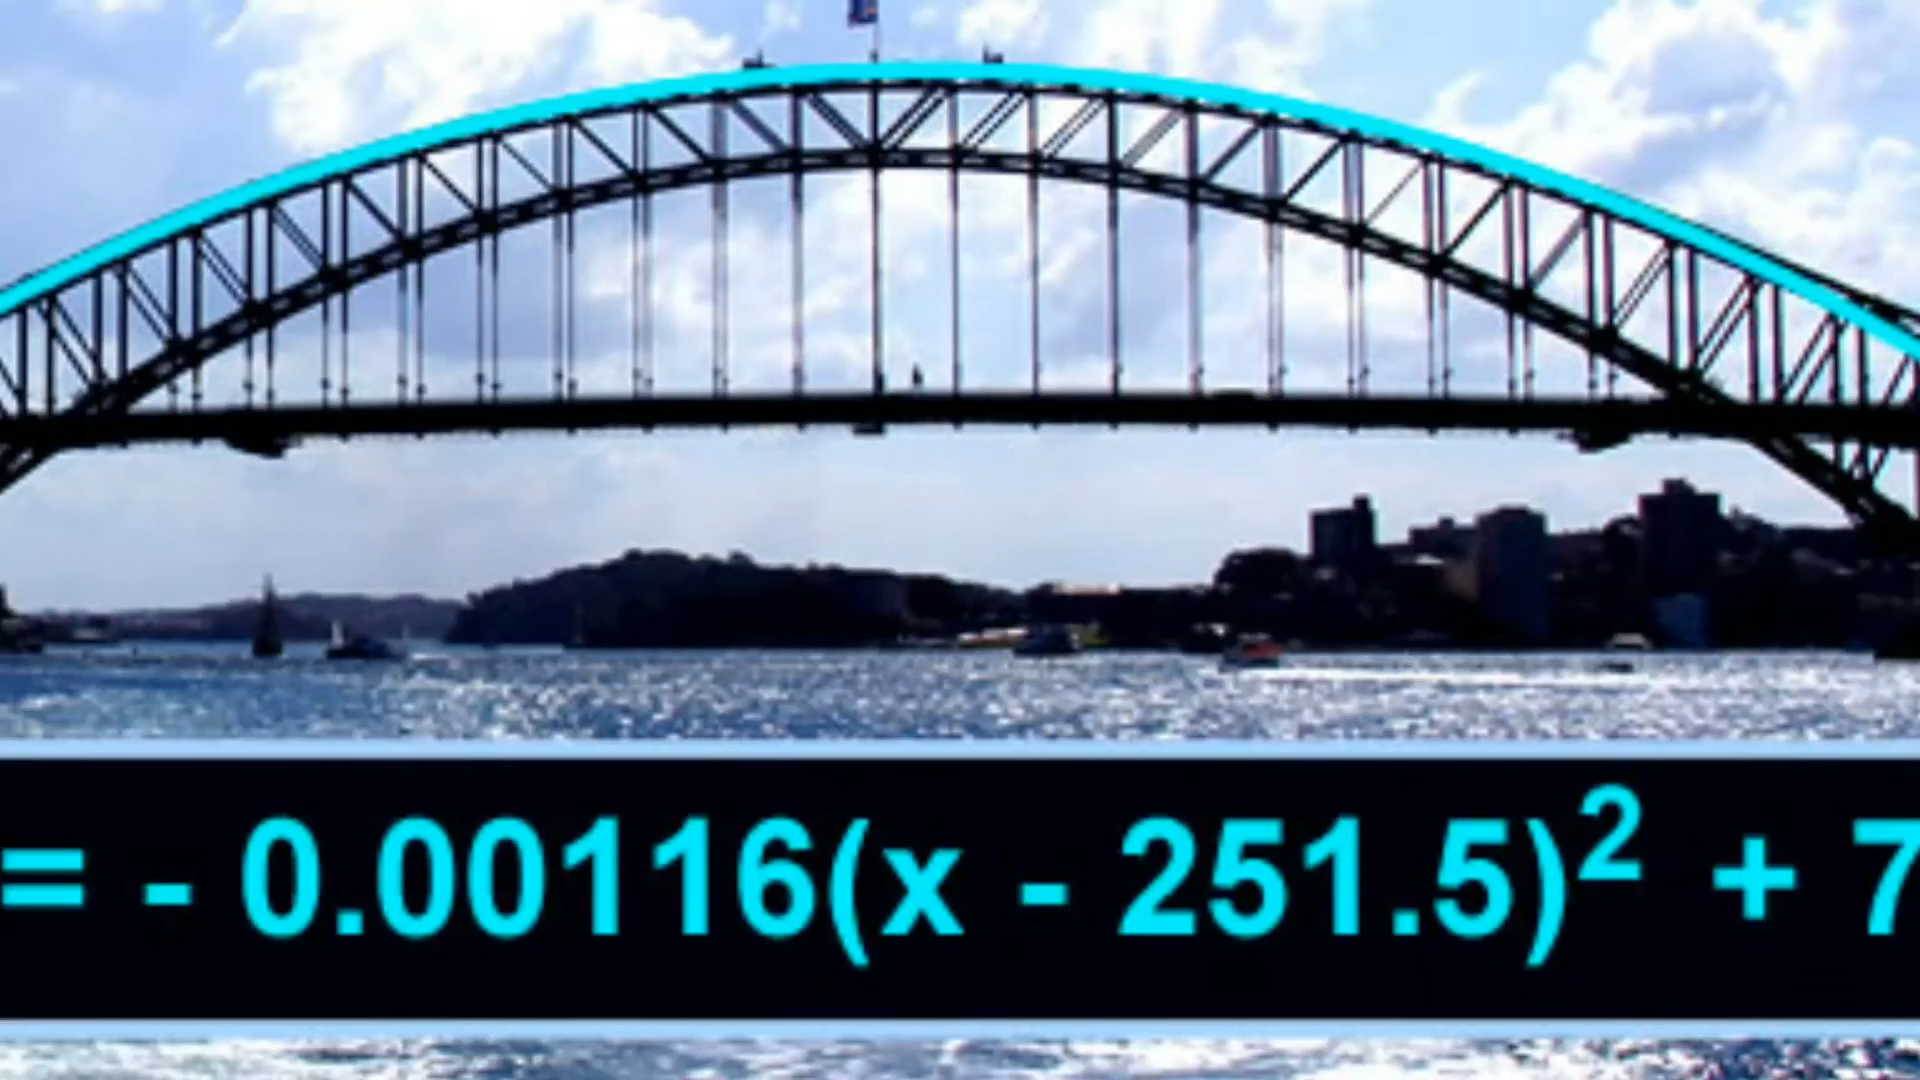 = - 0.00116(x - 251.5)² + 7